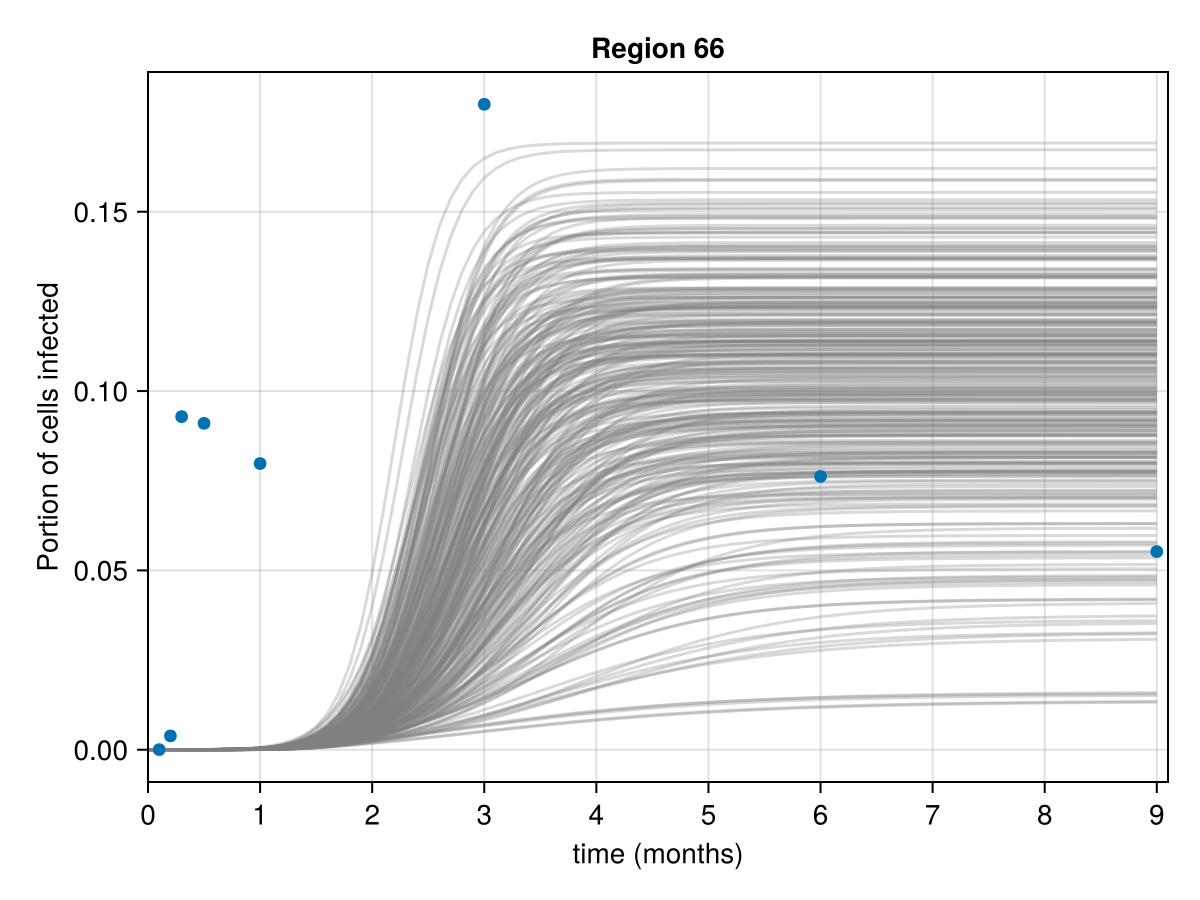 Region 66
Portion of cells infected
0.15
0.10
0.05
0.00
0 1 2 3 4 5 6 7 8 9
time (months)